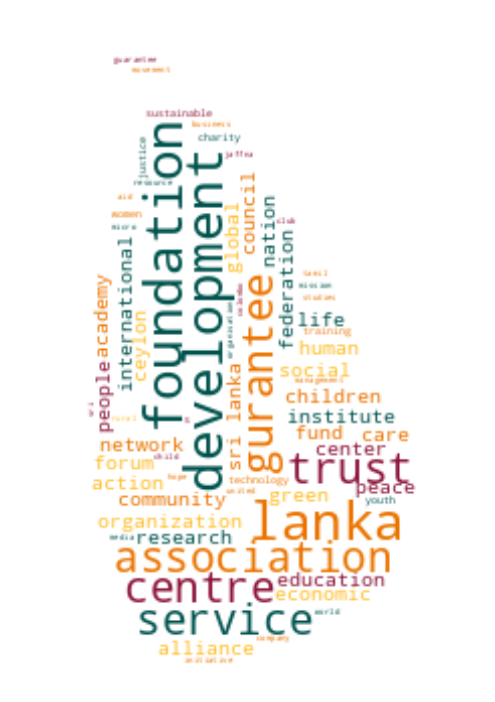 guarantee
movement
sustainable
business
charity
justice
jaffna
resource
foundation
development
aid
women
micro
council
global
nation
club
federation
international
ceylon
academy
people
sri
rural
gurantee
colombo
organisation
sri lanka
tamil
mission
studies
life
training
human
social
management
children
institute
fund
care
center
network
child
forum
trust
action
hope
technology
united
peace
community
green
youth
organization
lanka
media
research
association
centre
education
economic
service
world
company
alliance
initiative